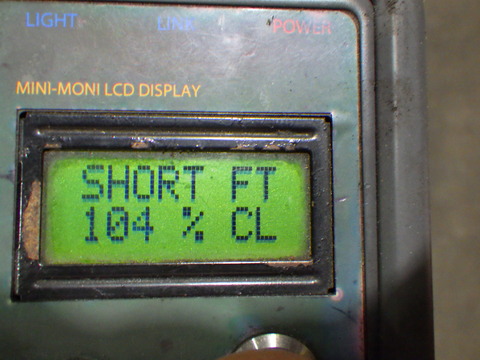 LIGHT LINK POWER
MINI-MONI LCD DISPLAY
SHORT FT
104 % CL